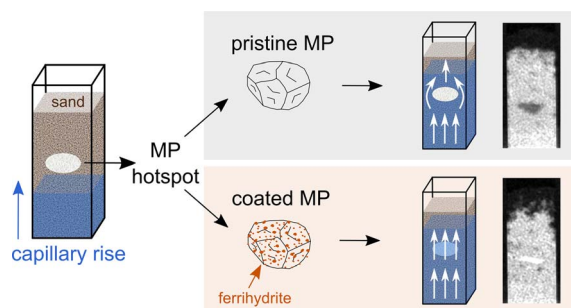 sand
MP
hotspot
capillary rise
pristine MP
coated MP
ferrihydrite